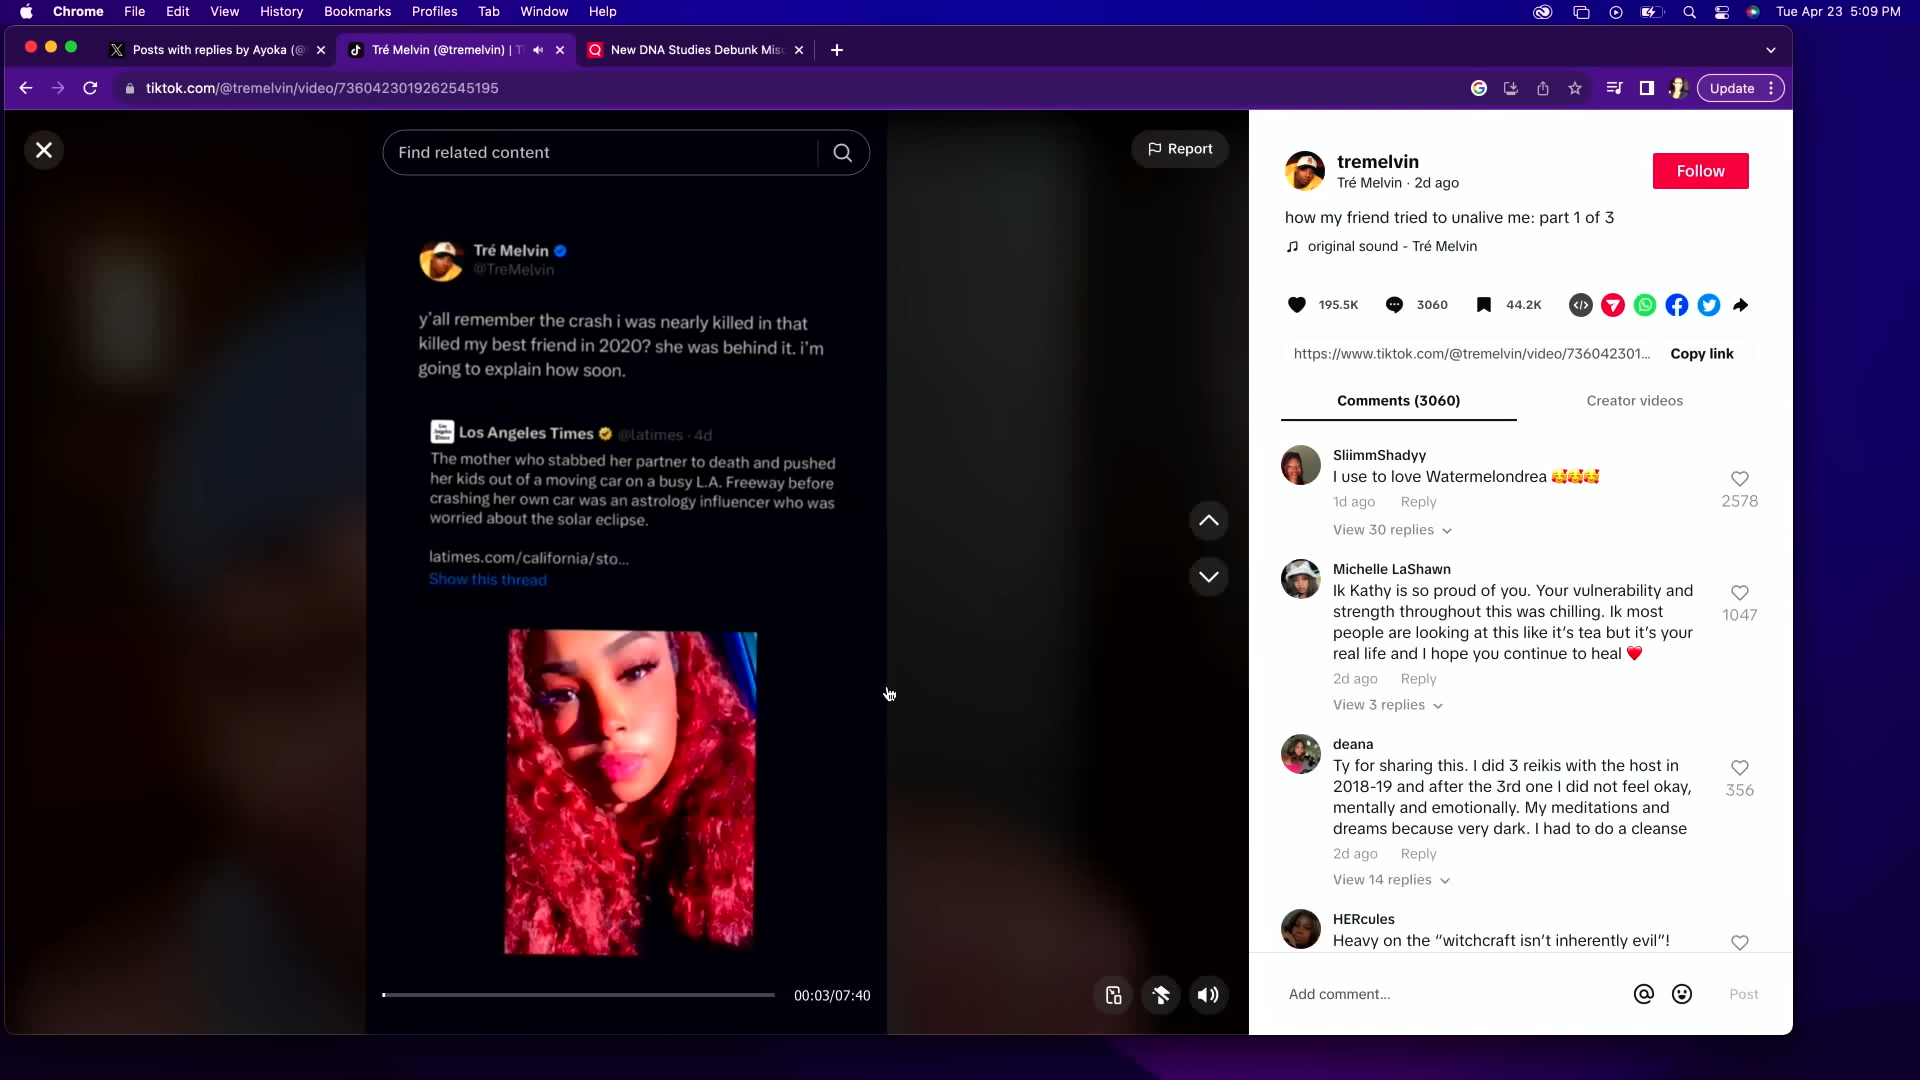 Chrome File Edit View History Bookmarks Profiles Tab Window Help
Tue Apr 23 5:09 PM
Posts with replies by Ayoka (@
Tré Melvin (@tremelvin) | T
New DNA Studies Debunk Misc
tiktok.com/@tremelvin/video/7360423019262545195
Update
Find related content
Report
Tré Melvin
@TreMelvin
y'all remember the crash i was nearly killed in that
killed my best friend in 2020? she was behind it. i'm
going to explain how soon.
Los Angeles Times @latimes · 4d
The mother who stabbed her partner to death and pushed
her kids out of a moving car on a busy L.A. Freeway before
crashing her own car was an astrology influencer who was
worried about the solar eclipse.
latimes.com/california/sto...
Show this thread
00:03/07:40
tremelvin
Tré Melvin · 2d ago
Follow
how my friend tried to unalive me: part 1 of 3
original sound - Tré Melvin
195.5K 3060 44.2K
https://www.tiktok.com/@tremelvin/video/736042301...
Copy link
Comments (3060)
Creator videos
SliimmShadyy
I use to love Watermelondrea 🥰🥰🥰
2578
1d ago Reply
View 30 replies
Michelle LaShawn
Ik Kathy is so proud of you. Your vulnerability and
strength throughout this was chilling. Ik most
people are looking at this like it's tea but it's your
real life and I hope you continue to heal ❤️
1047
2d ago Reply
View 3 replies
deana
Ty for sharing this. I did 3 reikis with the host in
2018-19 and after the 3rd one I did not feel okay,
mentally and emotionally. My meditations and
dreams because very dark. I had to do a cleanse
356
2d ago Reply
View 14 replies
HERcules
Heavy on the "witchcraft isn't inherently evil"!
Add comment...
Post